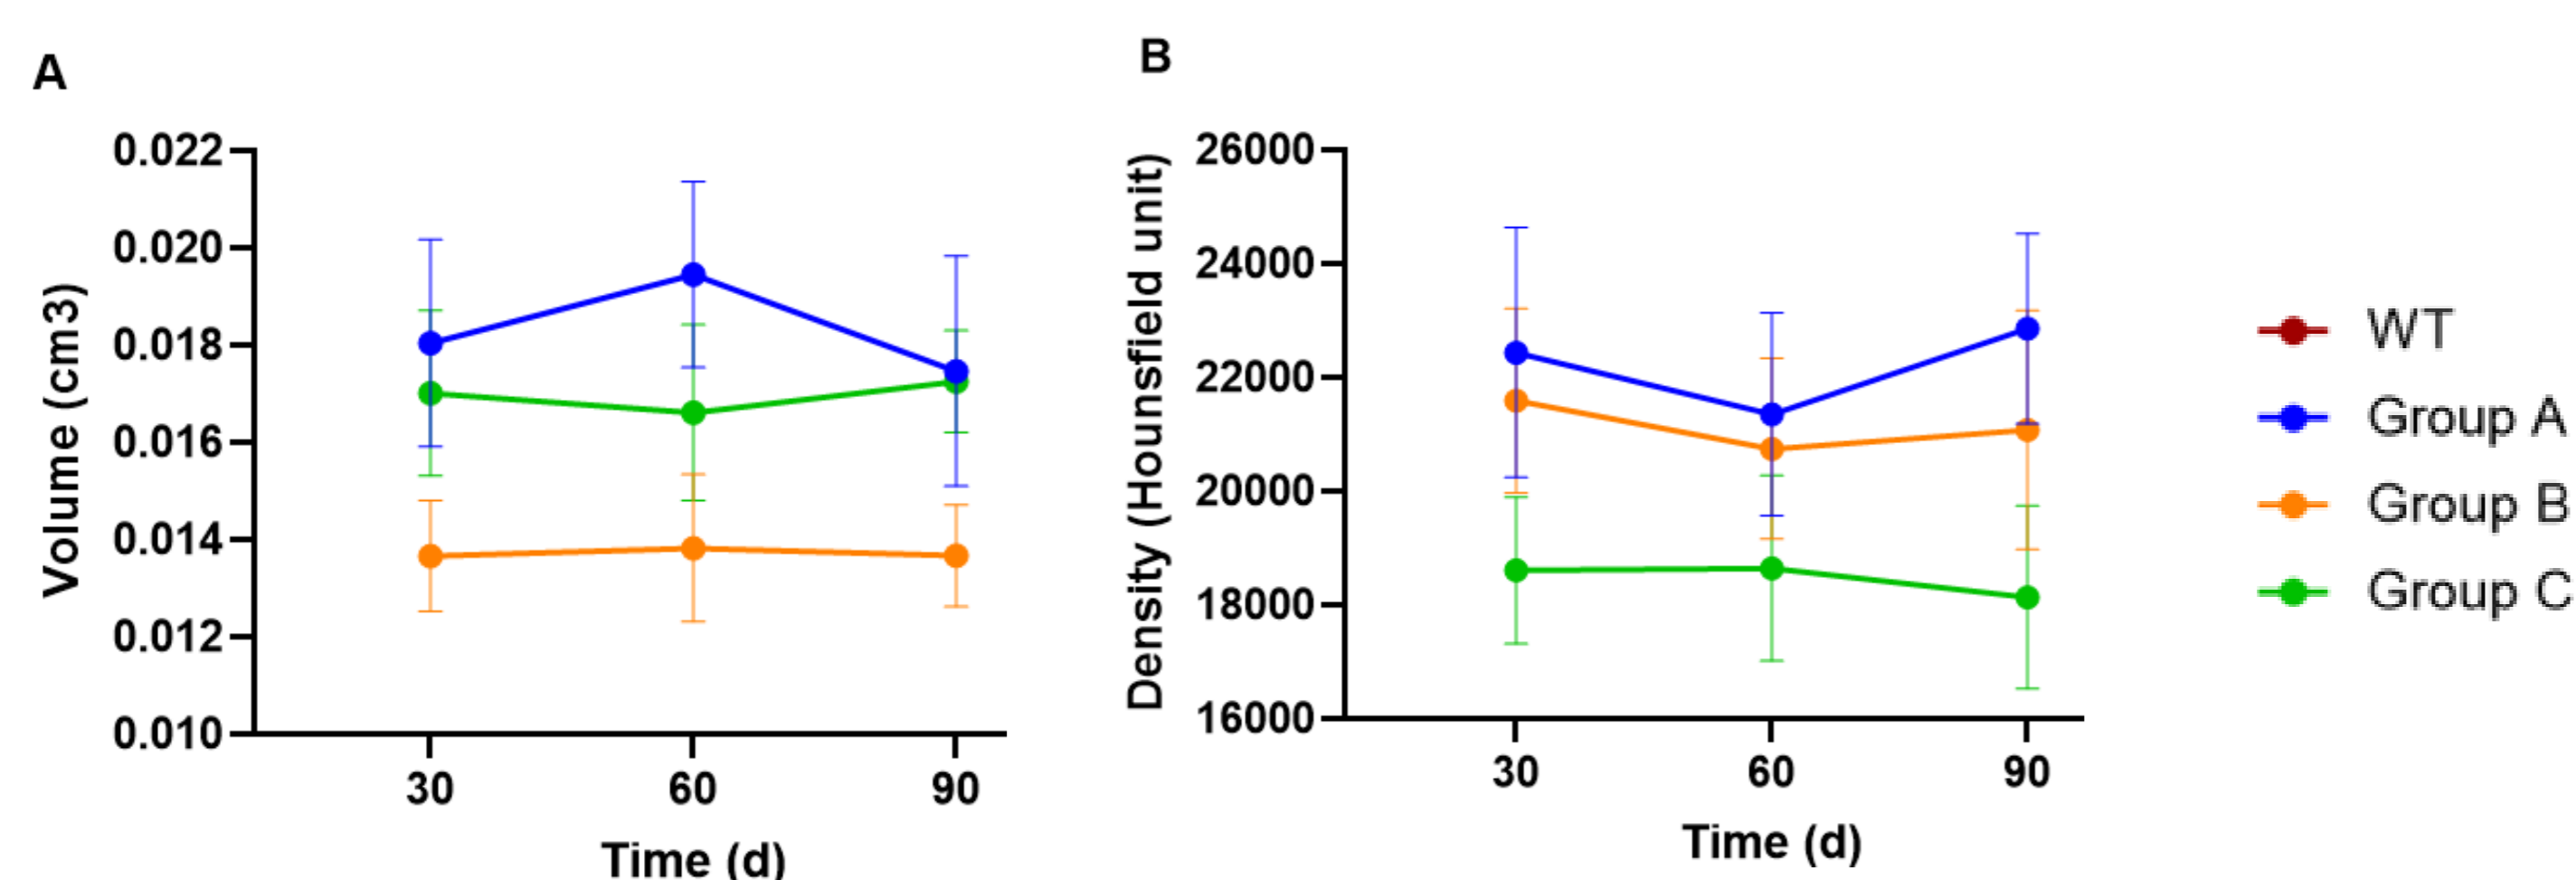 A
Volume (cm3)
0.022
0.020
0.018
0.016
0.014
0.012
0.010
30 60 90
Time (d)
B
Density (Hounsfield unit)
26000
24000
22000
20000
18000
16000
30 60 90
Time (d)
WT
Group A
Group B
Group C